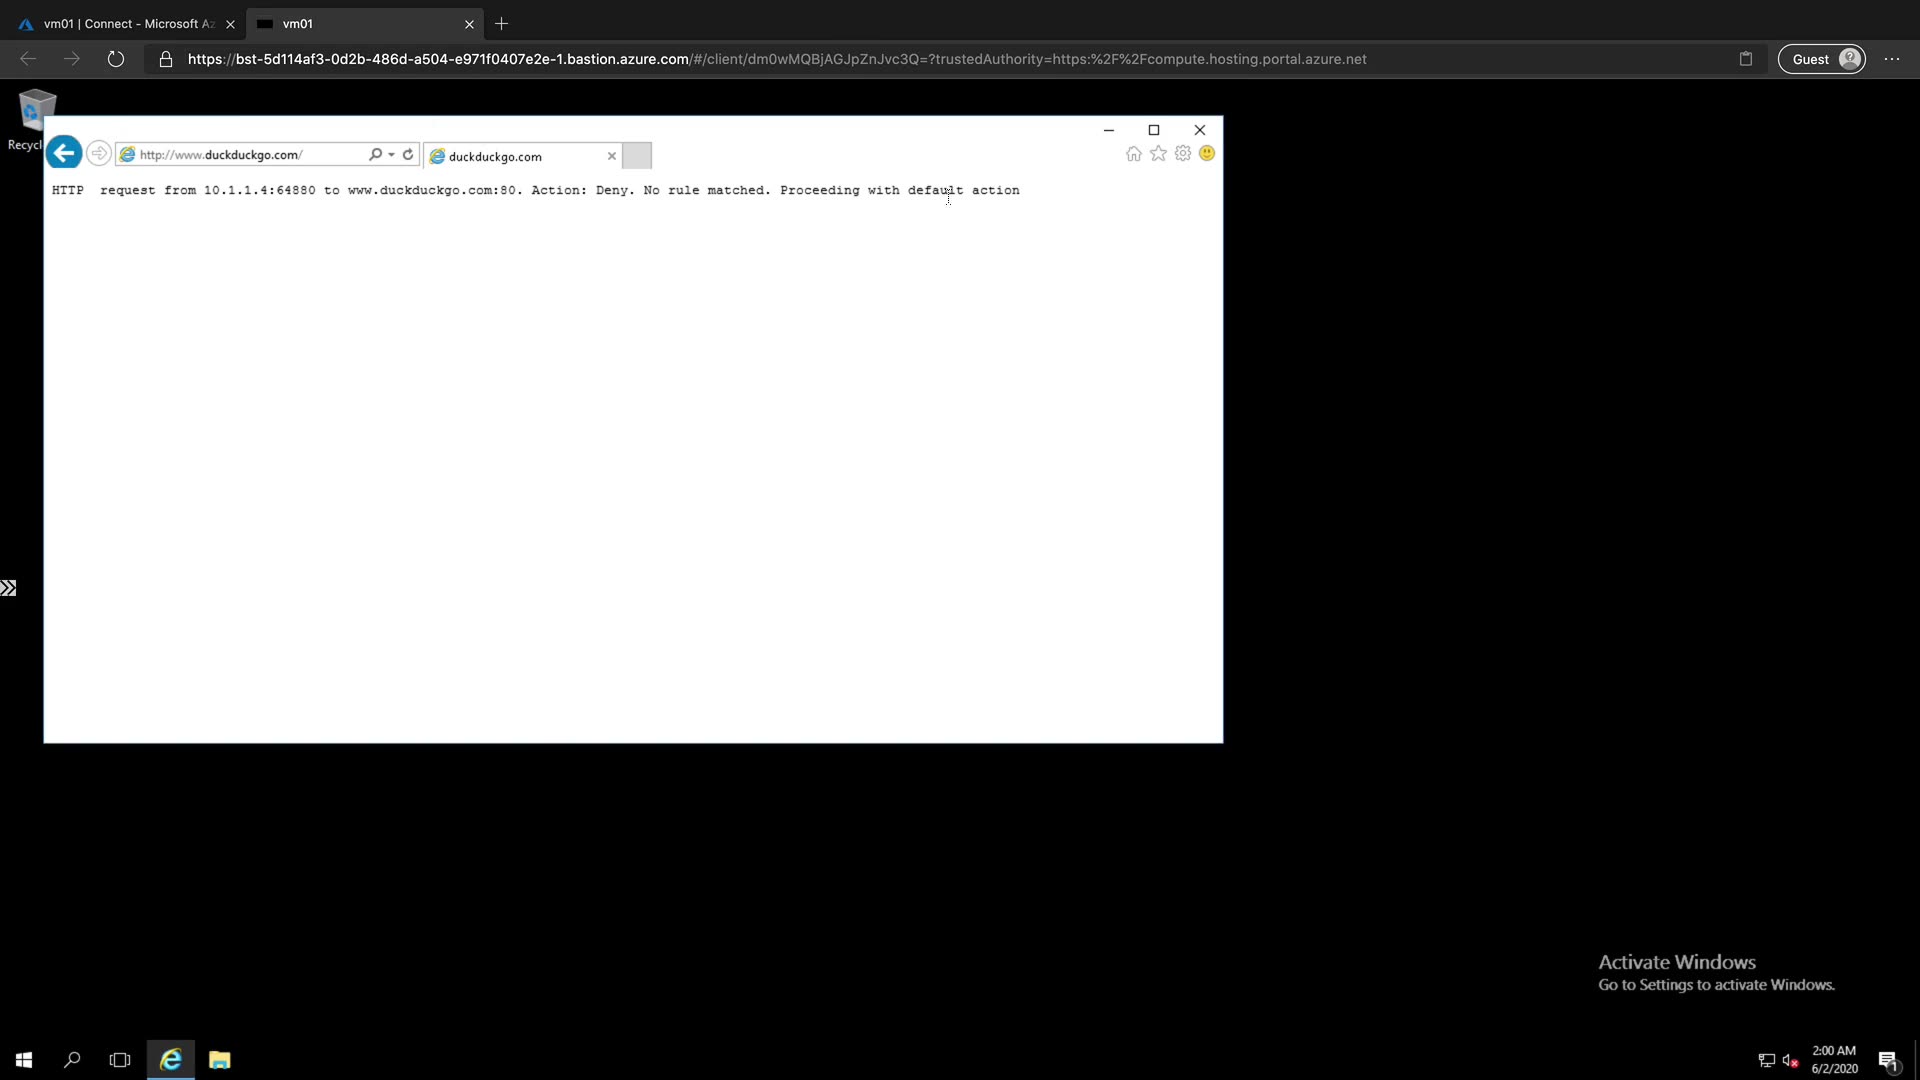 vm01 | Connect - Microsoft Az
vm01
https://bst-5d114af3-0d2b-486d-a504-e971f0407e2e-1.bastion.azure.com/#/client/dm0wMQBjAGJpZnJvc3Q=?trustedAuthority=https:%2F%2Fcompute.hosting.portal.azure.net
Guest
Recycl
http://www.duckduckgo.com/
duckduckgo.com
HTTP  request from 10.1.1.4:64880 to www.duckduckgo.com:80. Action: Deny. No rule matched. Proceeding with default action
Activate Windows
Go to Settings to activate Windows.
2:00 AM
6/2/2020
1